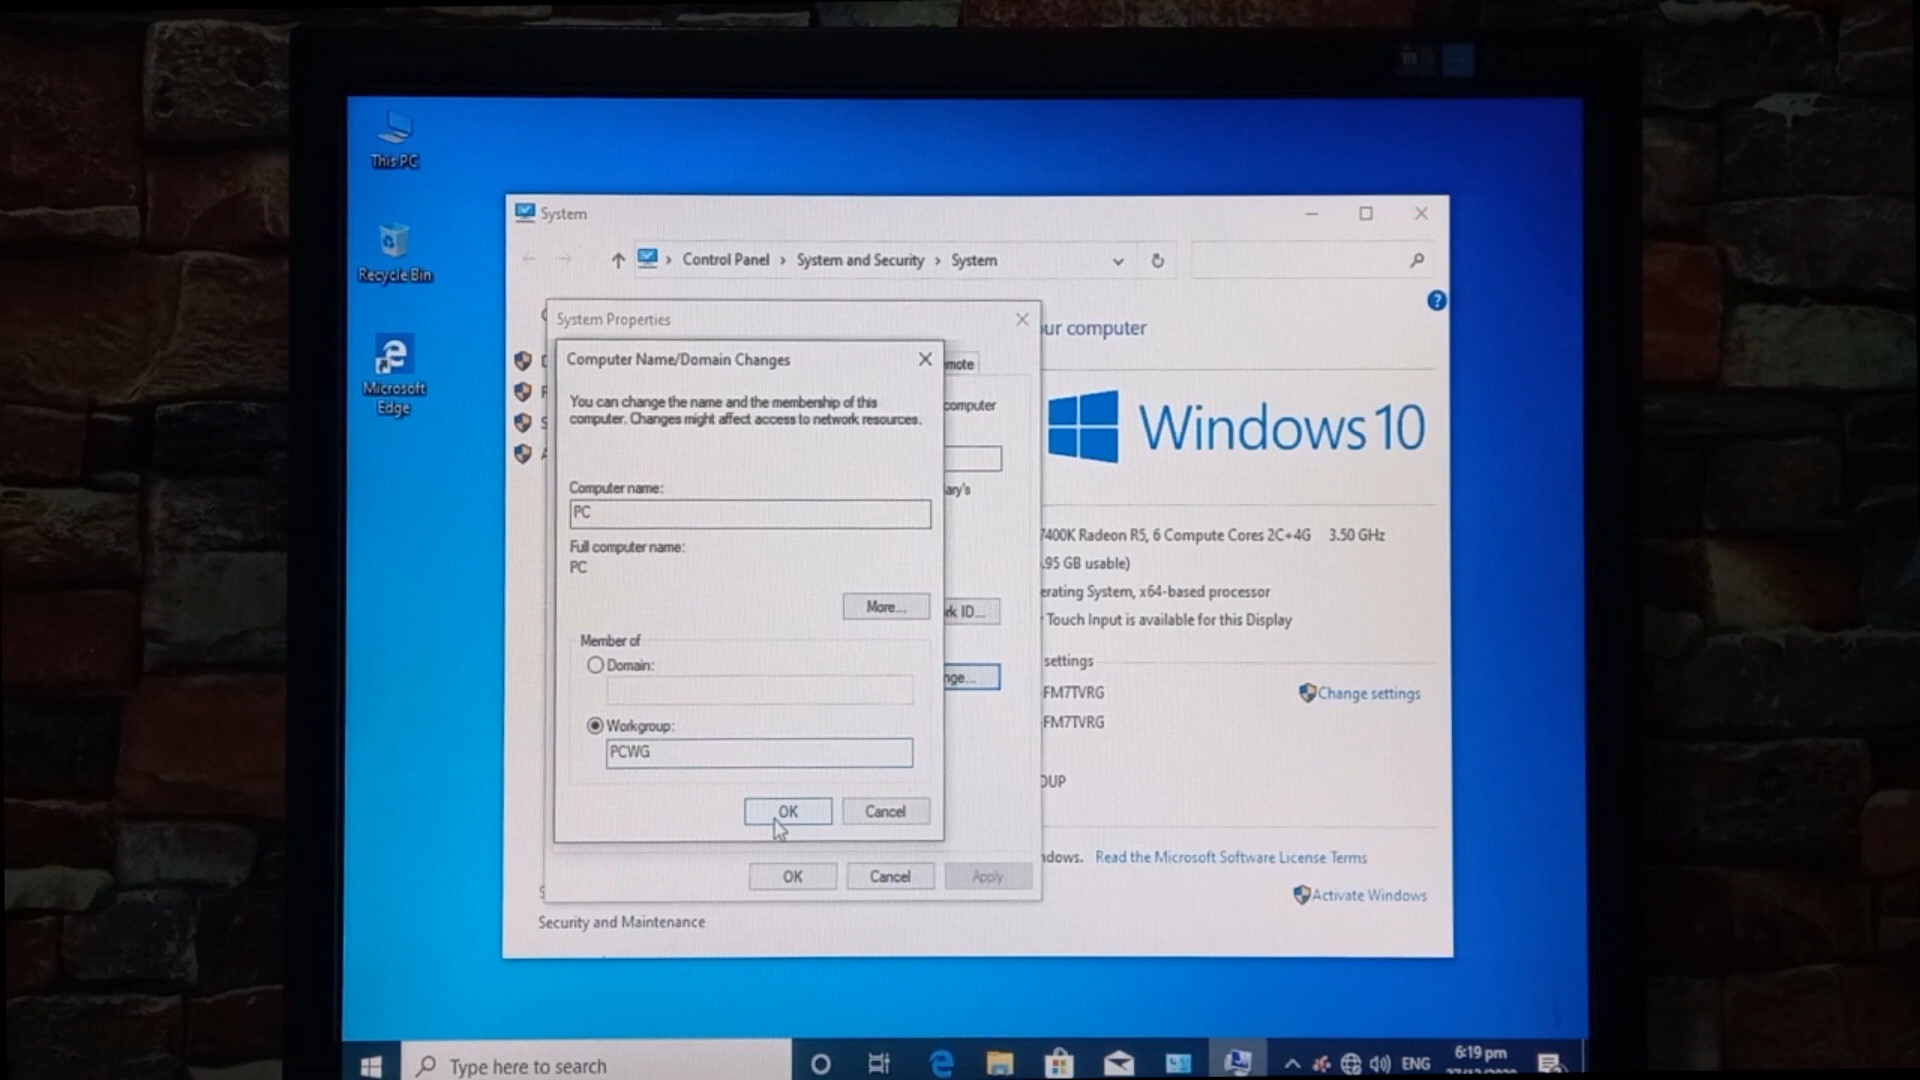 This PC
Recycle Bin
Microsoft
Edge
System
Control Panel > System and Security > System
?
System Properties
ur computer
Computer Name/Domain Changes
mote
You can change the name and the membership of this
computer. Changes might affect access to network resources.
computer
Windows 10
Computer name:
PC
ary's
Full computer name:
PC
7400K Radeon R5, 6 Compute Cores 2C+4G 3.50 GHz
.95 GB usable)
erating System, x64-based processor
Touch Input is available for this Display
More...
k ID...
Member of
Domain:
settings
nge...
FM7TVRG
Change settings
FM7TVRG
Workgroup:
PCWG
OUP
OK
Cancel
ndows. Read the Microsoft Software License Terms
OK
Cancel
Apply
Activate Windows
Security and Maintenance
Type here to search
ENG
6:19 pm